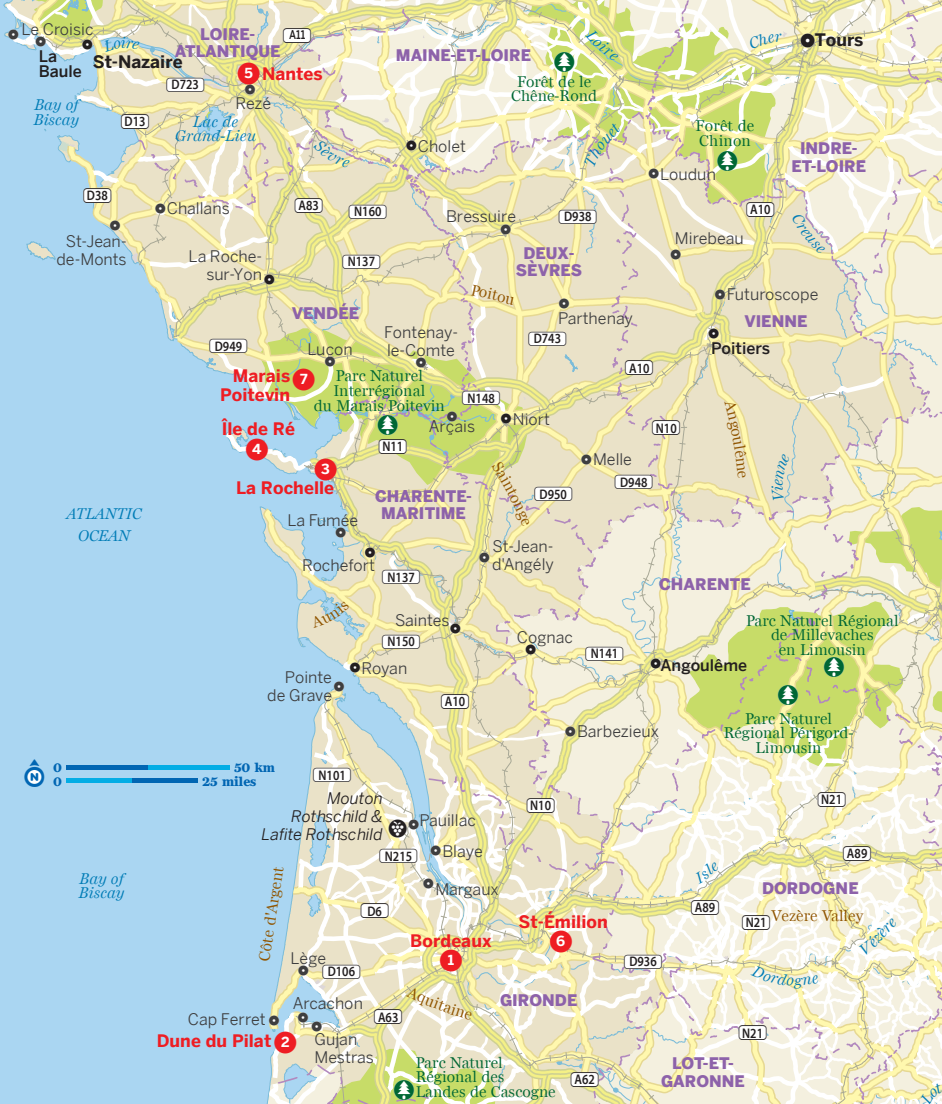 Le Croisic
La
Baule
St-Nazaire
Loire
LOIRE-
ATLANTIQUE
A11
5 Nantes
D723
Rezé
Bay of
Biscay
D13
Lac de
Grand-Lieu
Sèvre
MAINE-ET-LOIRE
Loire
Forêt de le
Chêne-Rond
Cher
Tours
Forêt de
Chinon
Thouet
INDRE-
ET-LOIRE
Cholet
Loudun
D38
Challans
A83
N160
Bressuire
D938
A10
Creuse
St-Jean-
de-Monts
La Roche-
sur-Yon
N137
DEUX-
SÈVRES
Mirebeau
Poitou
Futuroscope
VENDÉE
Parthenay
VIENNE
Fontenay-
le-Comte
D743
Poitiers
D949
Luçon
A10
Marais
Poitevin
7
Parc Naturel
Interrégional
du Marais Poitevin
N148
Arçais
Niort
N10
Angoulême
Île de Ré
4
N11
3
La Rochelle
Melle
Vienne
D948
Saintonge
D950
CHARENTE-
MARITIME
ATLANTIC
OCEAN
La Fumée
Rochefort
St-Jean-
d'Angély
N137
CHARENTE
Aunis
Saintes
N150
Cognac
N141
Angoulême
Parc Naturel Régional
de Millevaches
en Limousin
Royan
Pointe
de Grave
A10
Parc Naturel
Régional Périgord-
Limousin
Barbezieux
N
0 50 km
0 25 miles
N101
Mouton
Rothschild &
Lafite Rothschild
Pauillac
N10
N21
N215
Blaye
A89
Isle
Bay of
Biscay
Margaux
DORDOGNE
Côte d'Argent
D6
A89
N21
Vezère Valley
Vézère
St-Émilion
6
Bordeaux
1
D936
Dordogne
Lège
D106
GIRONDE
Aquitaine
Arcachon
Cap Ferret
A63
N21
Dune du Pilat 2
Gujan
Mestras
Parc Naturel
Régional des
Landes de Cascogne
A62
LOT-ET-
GARONNE
Lot